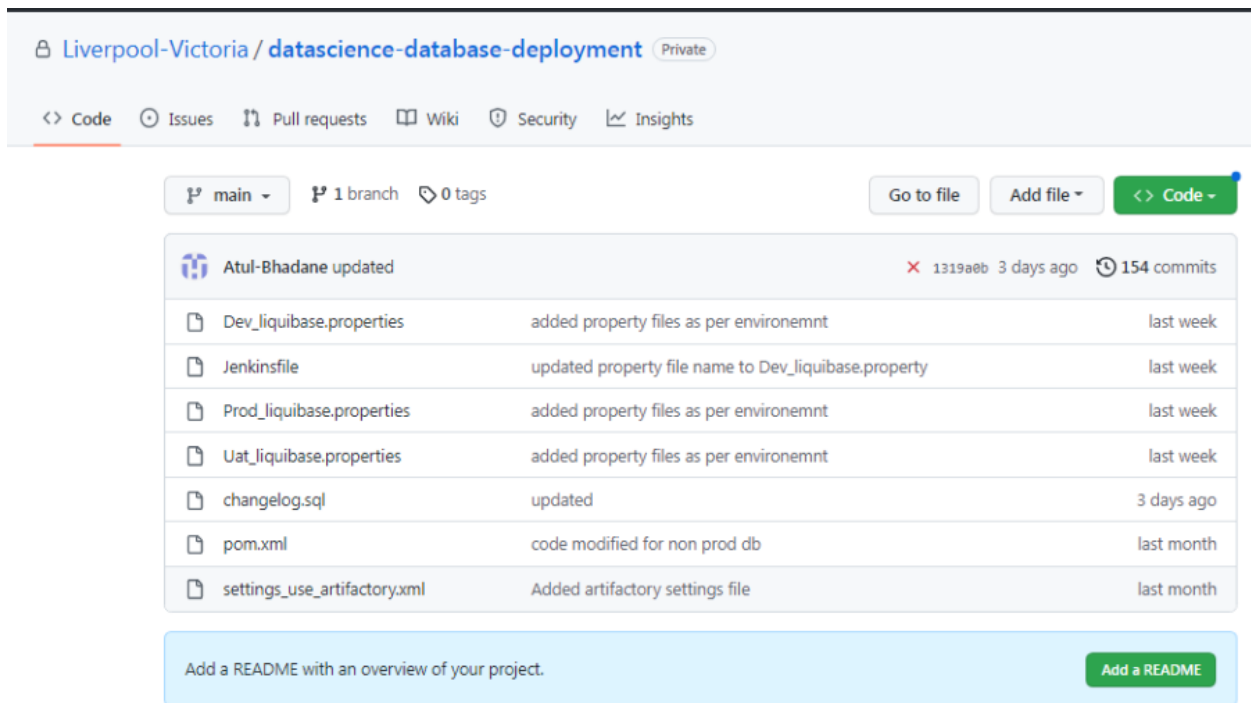 Liverpool-Victoria / datascience-database-deployment Private
<> Code Issues Pull requests Wiki Security Insights
main 1 branch 0 tags Go to file Add file <> Code
Atul-Bhadane updated 1319a0b 3 days ago 154 commits
Dev_liquibase.properties added property files as per environemnt last week
Jenkinsfile updated property file name to Dev_liquibase.property last week
Prod_liquibase.properties added property files as per environemnt last week
Uat_liquibase.properties added property files as per environemnt last week
changelog.sql updated 3 days ago
pom.xml code modified for non prod db last month
settings_use_artifactory.xml Added artifactory settings file last month
Add a README with an overview of your project. Add a README